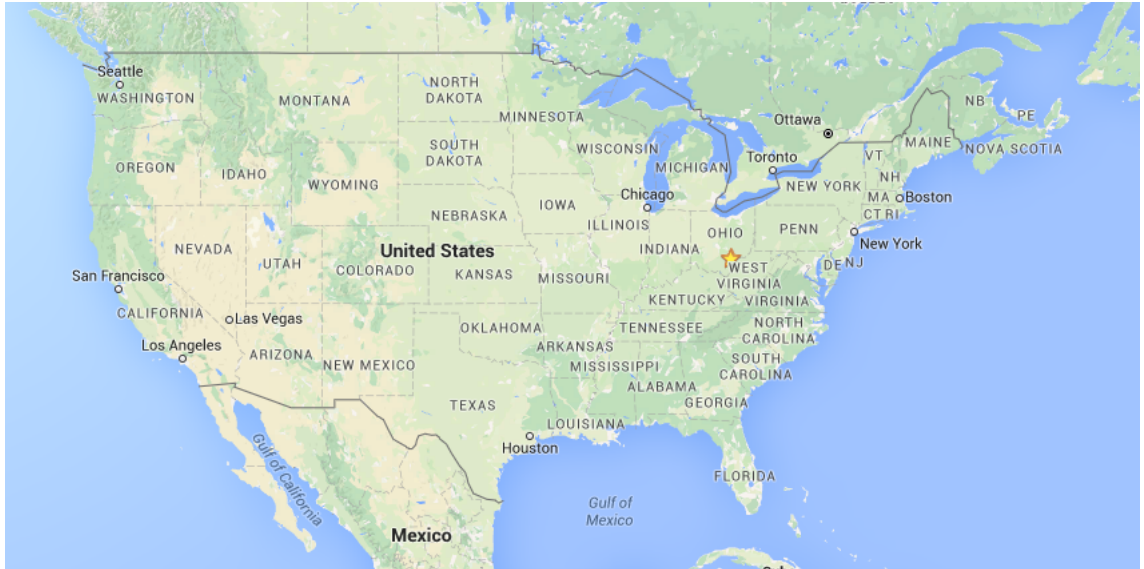 Seattle
WASHINGTON
MONTANA
NORTH
DAKOTA
MINNESOTA
Ottawa
NB
PE
MAINE
NOVA SCOTIA
OREGON
IDAHO
WYOMING
SOUTH
DAKOTA
WISCONSIN
MICHIGAN
Toronto
VT
NH
NEW YORK
MA
Boston
CT
RI
Chicago
IOWA
NEBRASKA
ILLINOIS
INDIANA
OHIO
PENN
New York
NEVADA
UTAH
COLORADO
United States
KANSAS
MISSOURI
WEST
VIRGINIA
DE
NJ
San Francisco
CALIFORNIA
Las Vegas
KENTUCKY
VIRGINIA
Los Angeles
ARIZONA
NEW MEXICO
OKLAHOMA
ARKANSAS
TENNESSEE
NORTH
CAROLINA
MISSISSIPPI
SOUTH
CAROLINA
ALABAMA
GEORGIA
TEXAS
LOUISIANA
Houston
FLORIDA
Gulf of California
Gulf of
Mexico
Mexico